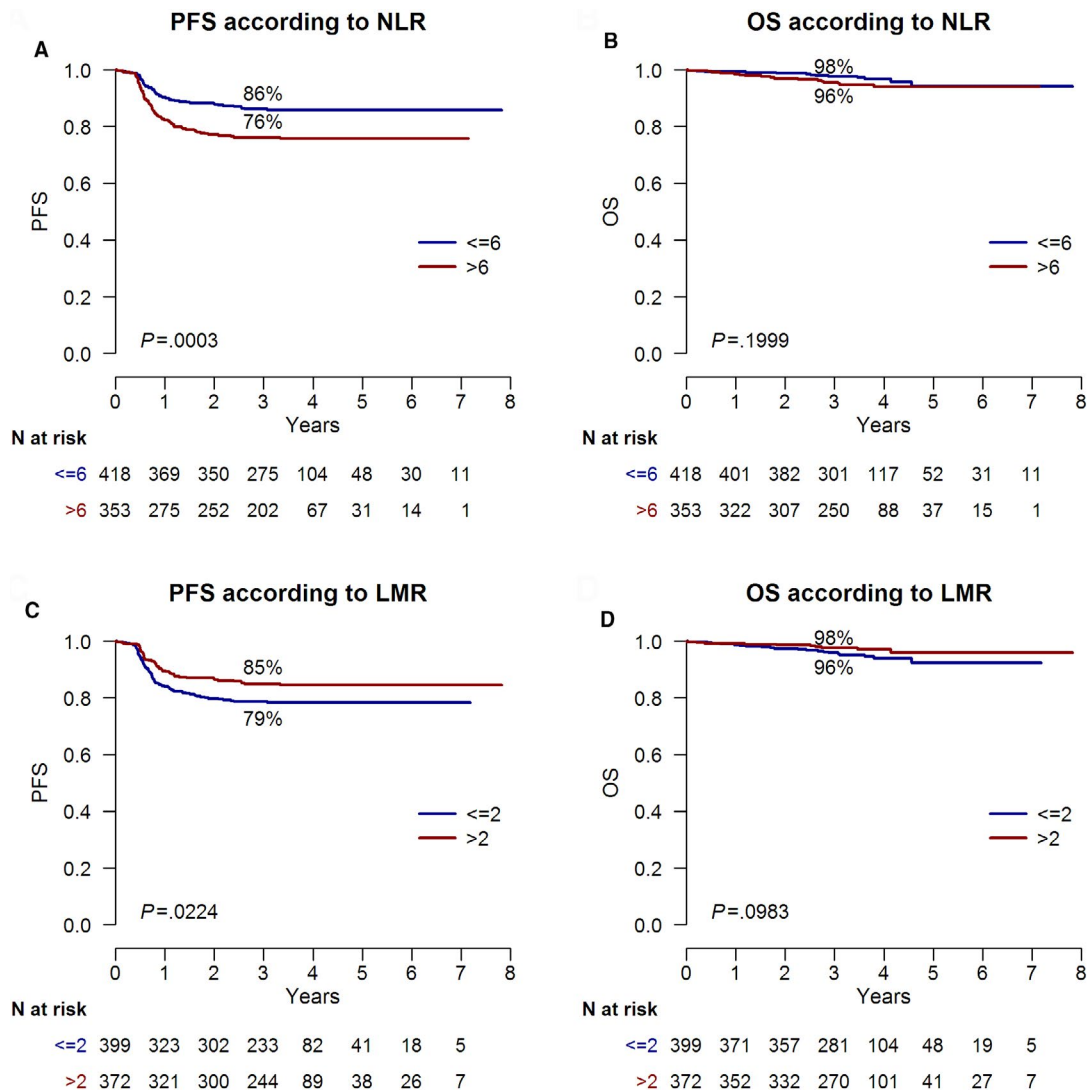 PFS according to NLR
A
1.0
0.8
0.6
0.4
0.2
0.0
PFS
86%
76%
<=6
>6
P=.0003
0 1 2 3 4 5 6 7 8
Years
N at risk
<=6 418 369 350 275 104 48 30 11
>6 353 275 252 202 67 31 14 1
OS according to NLR
B
1.0
0.8
0.6
0.4
0.2
0.0
OS
98%
96%
<=6
>6
P=.1999
0 1 2 3 4 5 6 7 8
Years
N at risk
<=6 418 401 382 301 117 52 31 11
>6 353 322 307 250 88 37 15 1
PFS according to LMR
C
1.0
0.8
0.6
0.4
0.2
0.0
PFS
85%
79%
<=2
>2
P=.0224
0 1 2 3 4 5 6 7 8
Years
N at risk
<=2 399 323 302 233 82 41 18 5
>2 372 321 300 244 89 38 26 7
OS according to LMR
D
1.0
0.8
0.6
0.4
0.2
0.0
OS
98%
96%
<=2
>2
P=.0983
0 1 2 3 4 5 6 7 8
Years
N at risk
<=2 399 371 357 281 104 48 19 5
>2 372 352 332 270 101 41 27 7